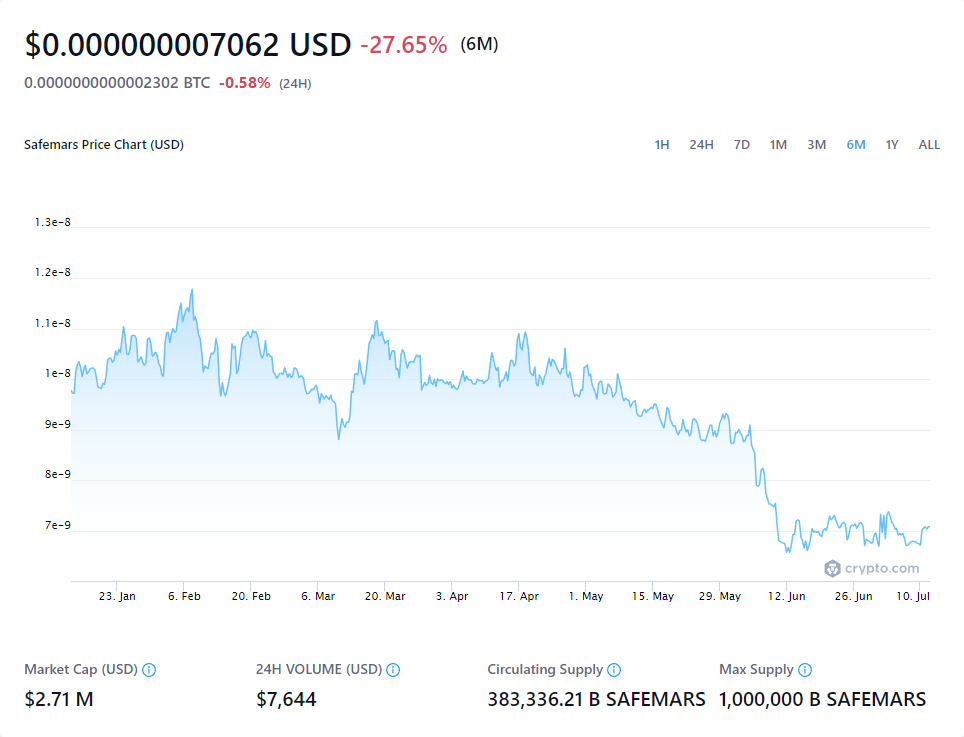 $0.000000007062 USD -27.65% (6M)
0.0000000000002302 BTC -0.58% (24H)
Safemars Price Chart (USD) 1H 24H 7D 1M 3M 6M 1Y ALL
1.3e-8
1.2e-8
1.1e-8
1e-8
9e-9
8e-9
7e-9
crypto.com
23. Jan 6. Feb 20. Feb 6. Mar 20. Mar 3. Apr 17. Apr 1. May 15. May 29. May 12. Jun 26. Jun 10. Jul
Market Cap (USD) 24H VOLUME (USD) Circulating Supply Max Supply
$2.71 M $7,644 383,336.21 B SAFEMARS 1,000,000 B SAFEMARS